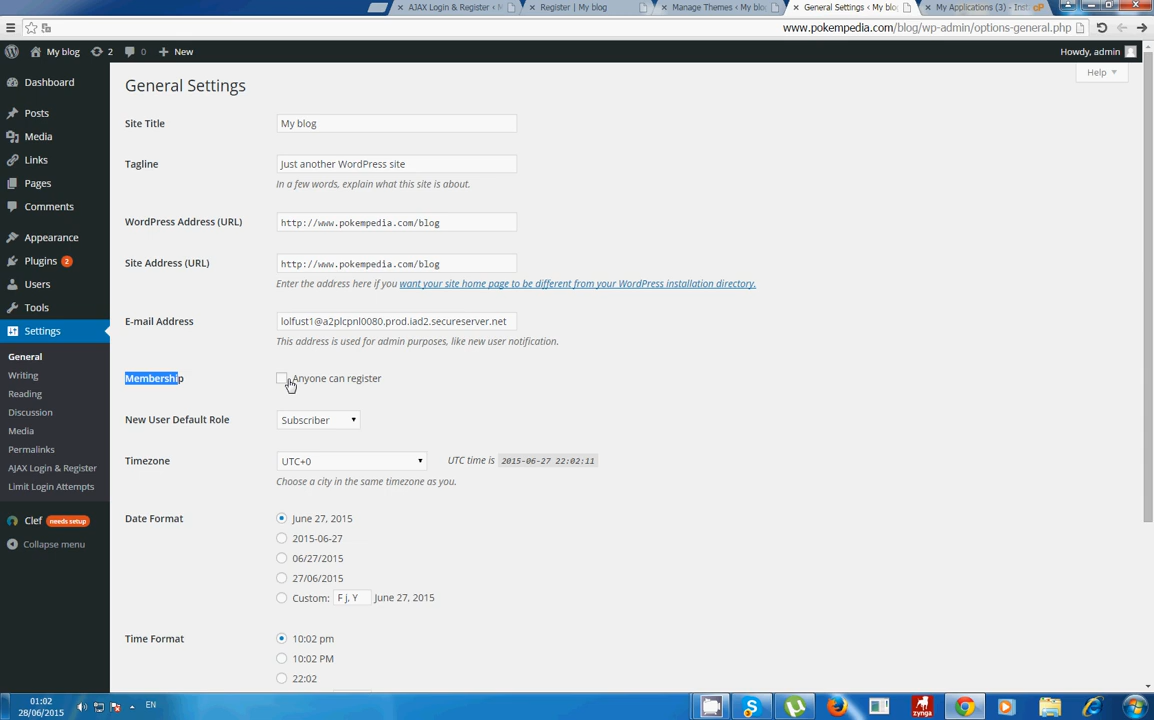 AJAX Login & Register ‹
Register | My blog
Manage Themes ‹ My blo
General Settings ‹ My blo
My Applications (3) - Inst
cP
www.pokempedia.com/blog/wp-admin/options-general.php
My blog
2
0
New
Howdy, admin
Help
Dashboard
Posts
Media
Links
Pages
Comments
Appearance
Plugins 2
Users
Tools
Settings
General
Writing
Reading
Discussion
Media
Permalinks
AJAX Login & Register
Limit Login Attempts
Clef needs setup
Collapse menu
General Settings
Site Title
My blog
Tagline
Just another WordPress site
In a few words, explain what this site is about.
WordPress Address (URL)
http://www.pokempedia.com/blog
Site Address (URL)
http://www.pokempedia.com/blog
Enter the address here if you want your site home page to be different from your WordPress installation directory.
E-mail Address
lolfust1@a2plcpnl0080.prod.iad2.secureserver.net
This address is used for admin purposes, like new user notification.
Membership
Anyone can register
New User Default Role
Subscriber
Timezone
UTC+0
UTC time is 2015-06-27 22:02:11
Choose a city in the same timezone as you.
Date Format
June 27, 2015
2015-06-27
06/27/2015
27/06/2015
Custom: F j, Y June 27, 2015
Time Format
10:02 pm
10:02 PM
22:02
01:02
28/06/2015
EN
zynga